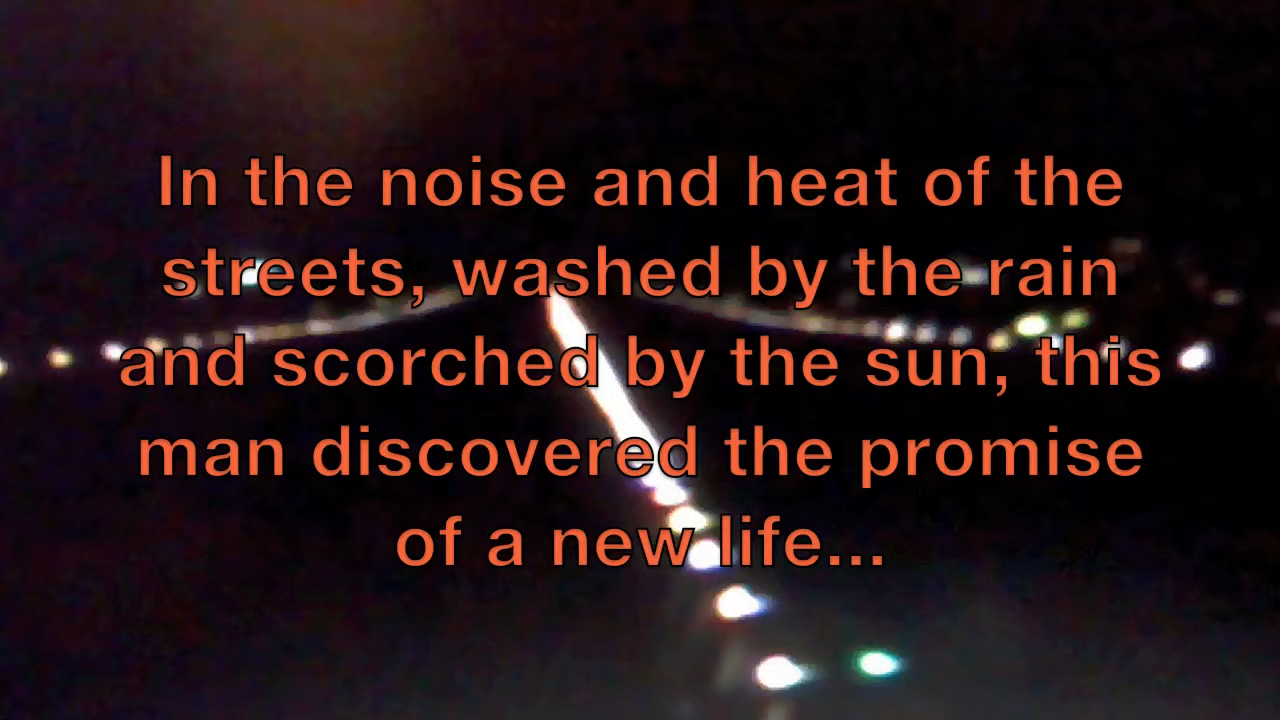 In the noise and heat of the
streets, washed by the rain
and scorched by the sun, this
man discovered the promise
of a new life...